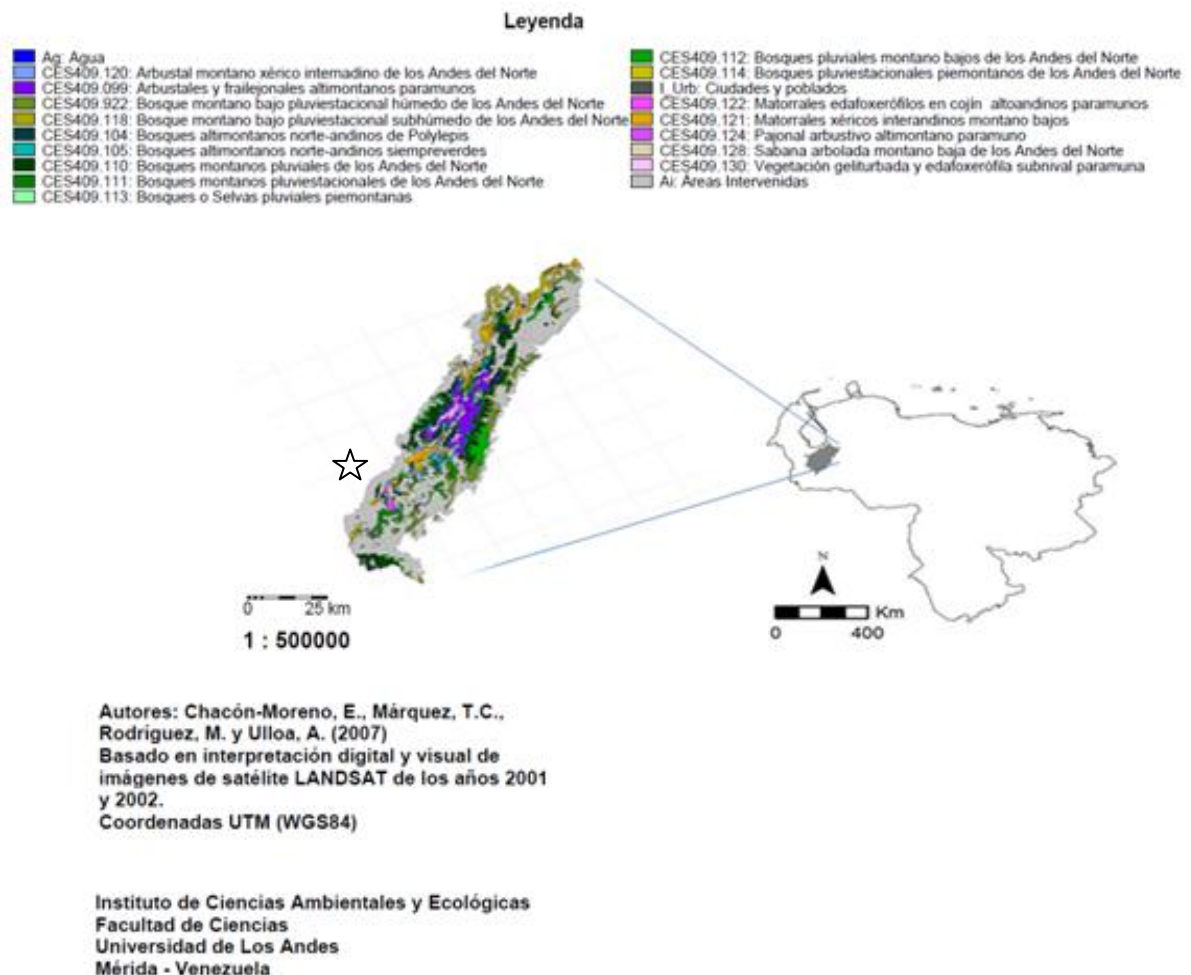 Leyenda
Ag: Agua
CES409.120: Arbustal montano xérico internadino de los Andes del Norte
CES409.099: Arbustales y frailejonales altimontanos paramunos
CES409.922: Bosque montano bajo pluviestacional húmedo de los Andes del Norte
CES409.118: Bosque montano bajo pluviestacional subhúmedo de los Andes del Norte
CES409.104: Bosques altimontanos norte-andinos de Polylepis
CES409.105: Bosques altimontanos norte-andinos siempreverdes
CES409.110: Bosques montanos pluviales de los Andes del Norte
CES409.111: Bosques montanos pluviestacionales de los Andes del Norte
CES409.113: Bosques o Selvas pluviales piemontanas
CES409.112: Bosques pluviales montano bajos de los Andes del Norte
CES409.114: Bosques pluviestacionales piemontanos de los Andes del Norte
I_Urb: Ciudades y poblados
CES409.122: Matorrales edafoxerófilos en cojín altoandinos paramunos
CES409.121: Matorrales xéricos interandinos montano bajos
CES409.124: Pajonal arbustivo altimontano paramuno
CES409.128: Sabana arbolada montano baja de los Andes del Norte
CES409.130: Vegetación geliturbada y edafoxerófila subnival paramuna
Ai: Áreas Intervenidas
0 25 km
1 : 500000
N
Km
0 400
Autores: Chacón-Moreno, E., Márquez, T.C.,
Rodríguez, M. y Ulloa, A. (2007)
Basado en interpretación digital y visual de
imágenes de satélite LANDSAT de los años 2001
y 2002.
Coordenadas UTM (WGS84)
Instituto de Ciencias Ambientales y Ecológicas
Facultad de Ciencias
Universidad de Los Andes
Mérida - Venezuela